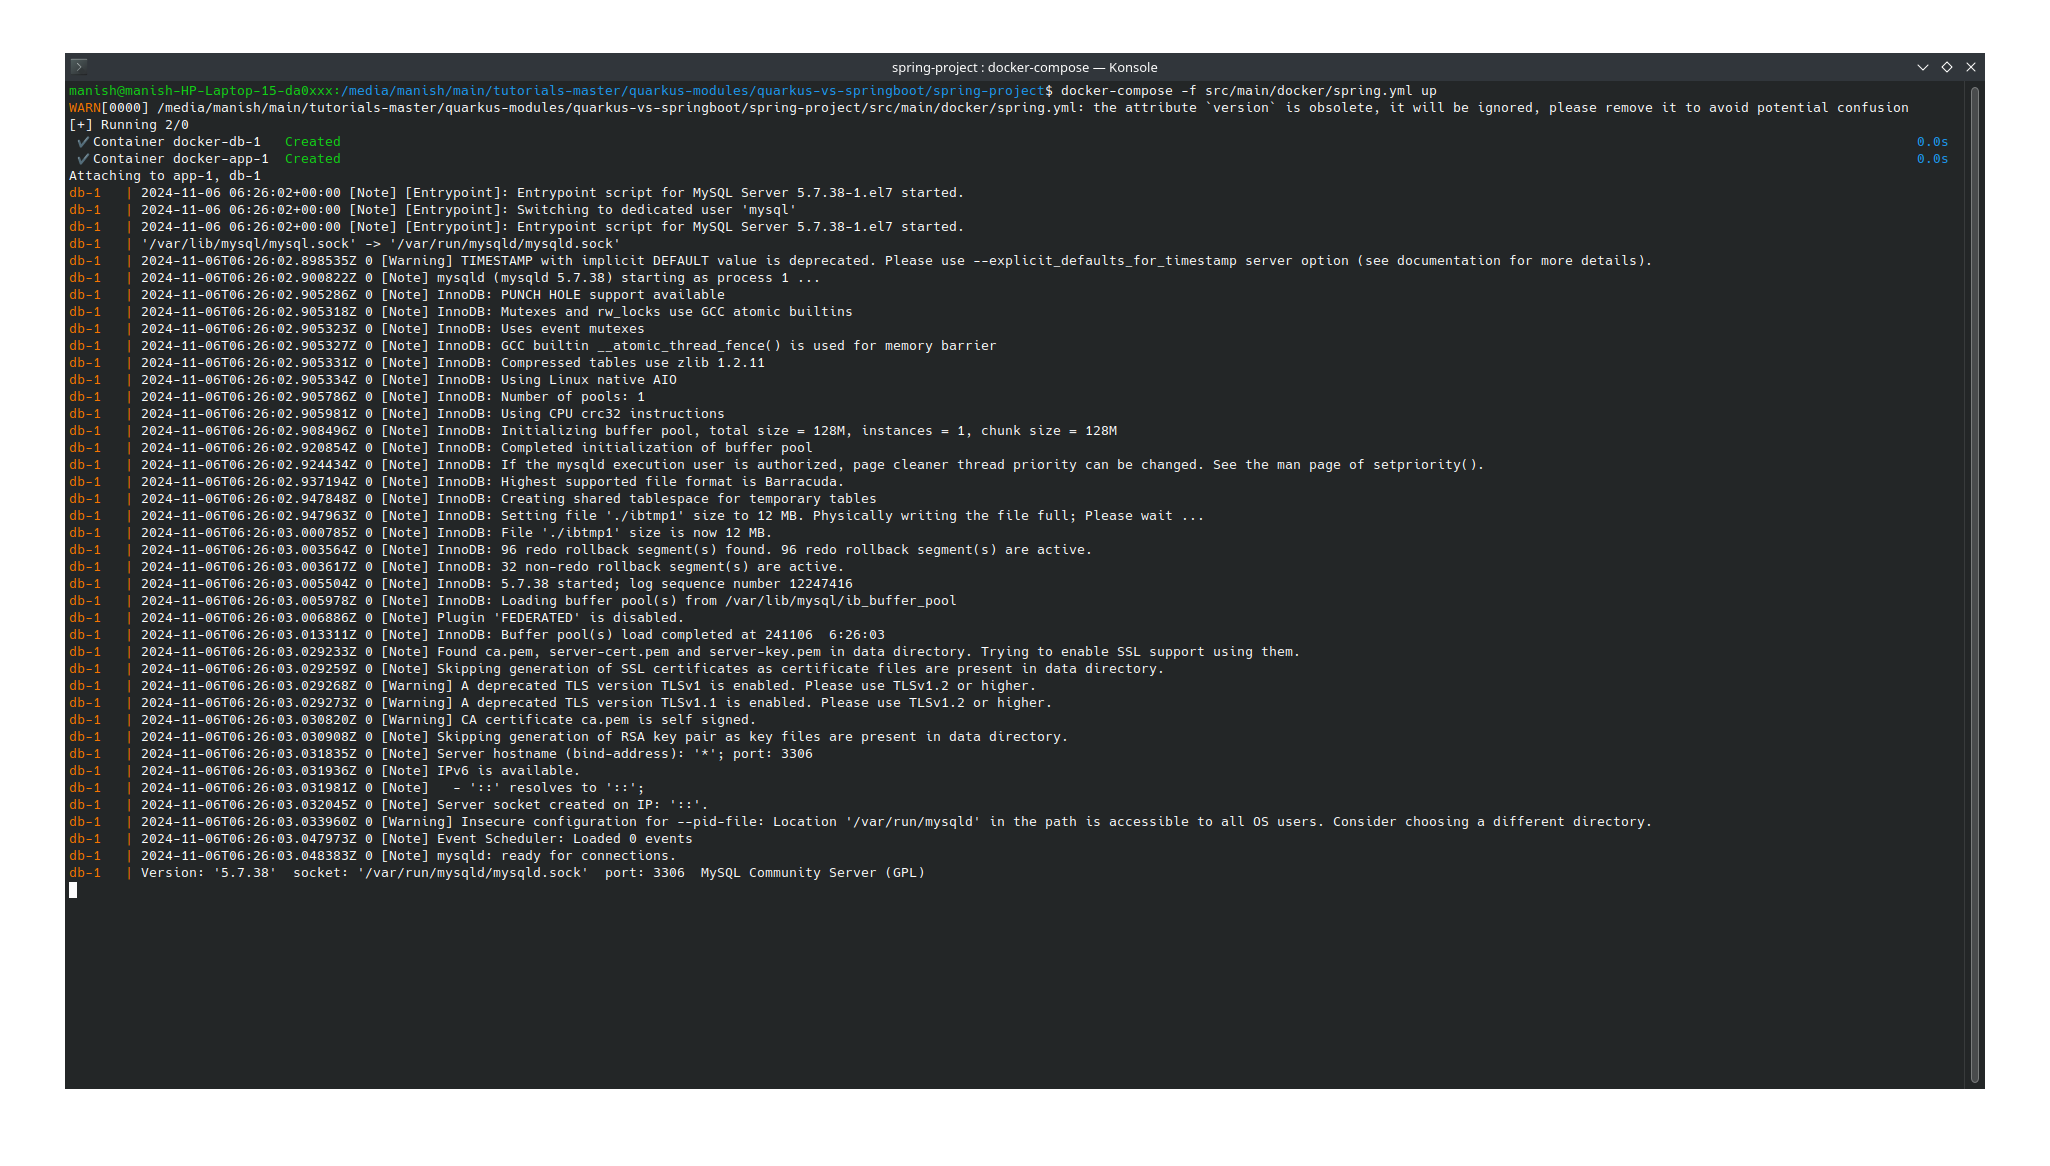 spring-project : docker-compose — Konsole
manish@manish-HP-Laptop-15-da0xxx:/media/manish/main/tutorials-master/quarkus-modules/quarkus-vs-springboot/spring-project$ docker-compose -f src/main/docker/spring.yml up
WARN[0000] /media/manish/main/tutorials-master/quarkus-modules/quarkus-vs-springboot/spring-project/src/main/docker/spring.yml: the attribute `version` is obsolete, it will be ignored, please remove it to avoid potential confusion
[+] Running 2/0
✔ Container docker-db-1   Created 0.0s
✔ Container docker-app-1  Created 0.0s
Attaching to app-1, db-1
db-1   | 2024-11-06 06:26:02+00:00 [Note] [Entrypoint]: Entrypoint script for MySQL Server 5.7.38-1.el7 started.
db-1   | 2024-11-06 06:26:02+00:00 [Note] [Entrypoint]: Switching to dedicated user 'mysql'
db-1   | 2024-11-06 06:26:02+00:00 [Note] [Entrypoint]: Entrypoint script for MySQL Server 5.7.38-1.el7 started.
db-1   | '/var/lib/mysql/mysql.sock' -> '/var/run/mysqld/mysqld.sock'
db-1   | 2024-11-06T06:26:02.898535Z 0 [Warning] TIMESTAMP with implicit DEFAULT value is deprecated. Please use --explicit_defaults_for_timestamp server option (see documentation for more details).
db-1   | 2024-11-06T06:26:02.900822Z 0 [Note] mysqld (mysqld 5.7.38) starting as process 1 ...
db-1   | 2024-11-06T06:26:02.905286Z 0 [Note] InnoDB: PUNCH HOLE support available
db-1   | 2024-11-06T06:26:02.905318Z 0 [Note] InnoDB: Mutexes and rw_locks use GCC atomic builtins
db-1   | 2024-11-06T06:26:02.905323Z 0 [Note] InnoDB: Uses event mutexes
db-1   | 2024-11-06T06:26:02.905327Z 0 [Note] InnoDB: GCC builtin __atomic_thread_fence() is used for memory barrier
db-1   | 2024-11-06T06:26:02.905331Z 0 [Note] InnoDB: Compressed tables use zlib 1.2.11
db-1   | 2024-11-06T06:26:02.905334Z 0 [Note] InnoDB: Using Linux native AIO
db-1   | 2024-11-06T06:26:02.905786Z 0 [Note] InnoDB: Number of pools: 1
db-1   | 2024-11-06T06:26:02.905981Z 0 [Note] InnoDB: Using CPU crc32 instructions
db-1   | 2024-11-06T06:26:02.908496Z 0 [Note] InnoDB: Initializing buffer pool, total size = 128M, instances = 1, chunk size = 128M
db-1   | 2024-11-06T06:26:02.920854Z 0 [Note] InnoDB: Completed initialization of buffer pool
db-1   | 2024-11-06T06:26:02.924434Z 0 [Note] InnoDB: If the mysqld execution user is authorized, page cleaner thread priority can be changed. See the man page of setpriority().
db-1   | 2024-11-06T06:26:02.937194Z 0 [Note] InnoDB: Highest supported file format is Barracuda.
db-1   | 2024-11-06T06:26:02.947848Z 0 [Note] InnoDB: Creating shared tablespace for temporary tables
db-1   | 2024-11-06T06:26:02.947963Z 0 [Note] InnoDB: Setting file './ibtmp1' size to 12 MB. Physically writing the file full; Please wait ...
db-1   | 2024-11-06T06:26:03.000785Z 0 [Note] InnoDB: File './ibtmp1' size is now 12 MB.
db-1   | 2024-11-06T06:26:03.003564Z 0 [Note] InnoDB: 96 redo rollback segment(s) found. 96 redo rollback segment(s) are active.
db-1   | 2024-11-06T06:26:03.003617Z 0 [Note] InnoDB: 32 non-redo rollback segment(s) are active.
db-1   | 2024-11-06T06:26:03.005504Z 0 [Note] InnoDB: 5.7.38 started; log sequence number 12247416
db-1   | 2024-11-06T06:26:03.005978Z 0 [Note] InnoDB: Loading buffer pool(s) from /var/lib/mysql/ib_buffer_pool
db-1   | 2024-11-06T06:26:03.006886Z 0 [Note] Plugin 'FEDERATED' is disabled.
db-1   | 2024-11-06T06:26:03.013311Z 0 [Note] InnoDB: Buffer pool(s) load completed at 241106  6:26:03
db-1   | 2024-11-06T06:26:03.029233Z 0 [Note] Found ca.pem, server-cert.pem and server-key.pem in data directory. Trying to enable SSL support using them.
db-1   | 2024-11-06T06:26:03.029259Z 0 [Note] Skipping generation of SSL certificates as certificate files are present in data directory.
db-1   | 2024-11-06T06:26:03.029268Z 0 [Warning] A deprecated TLS version TLSv1 is enabled. Please use TLSv1.2 or higher.
db-1   | 2024-11-06T06:26:03.029273Z 0 [Warning] A deprecated TLS version TLSv1.1 is enabled. Please use TLSv1.2 or higher.
db-1   | 2024-11-06T06:26:03.030820Z 0 [Warning] CA certificate ca.pem is self signed.
db-1   | 2024-11-06T06:26:03.030908Z 0 [Note] Skipping generation of RSA key pair as key files are present in data directory.
db-1   | 2024-11-06T06:26:03.031835Z 0 [Note] Server hostname (bind-address): '*'; port: 3306
db-1   | 2024-11-06T06:26:03.031936Z 0 [Note] IPv6 is available.
db-1   | 2024-11-06T06:26:03.031981Z 0 [Note]   - '::' resolves to '::';
db-1   | 2024-11-06T06:26:03.032045Z 0 [Note] Server socket created on IP: '::'.
db-1   | 2024-11-06T06:26:03.033960Z 0 [Warning] Insecure configuration for --pid-file: Location '/var/run/mysqld' in the path is accessible to all OS users. Consider choosing a different directory.
db-1   | 2024-11-06T06:26:03.047973Z 0 [Note] Event Scheduler: Loaded 0 events
db-1   | 2024-11-06T06:26:03.048383Z 0 [Note] mysqld: ready for connections.
db-1   | Version: '5.7.38'  socket: '/var/run/mysqld/mysqld.sock'  port: 3306  MySQL Community Server (GPL)